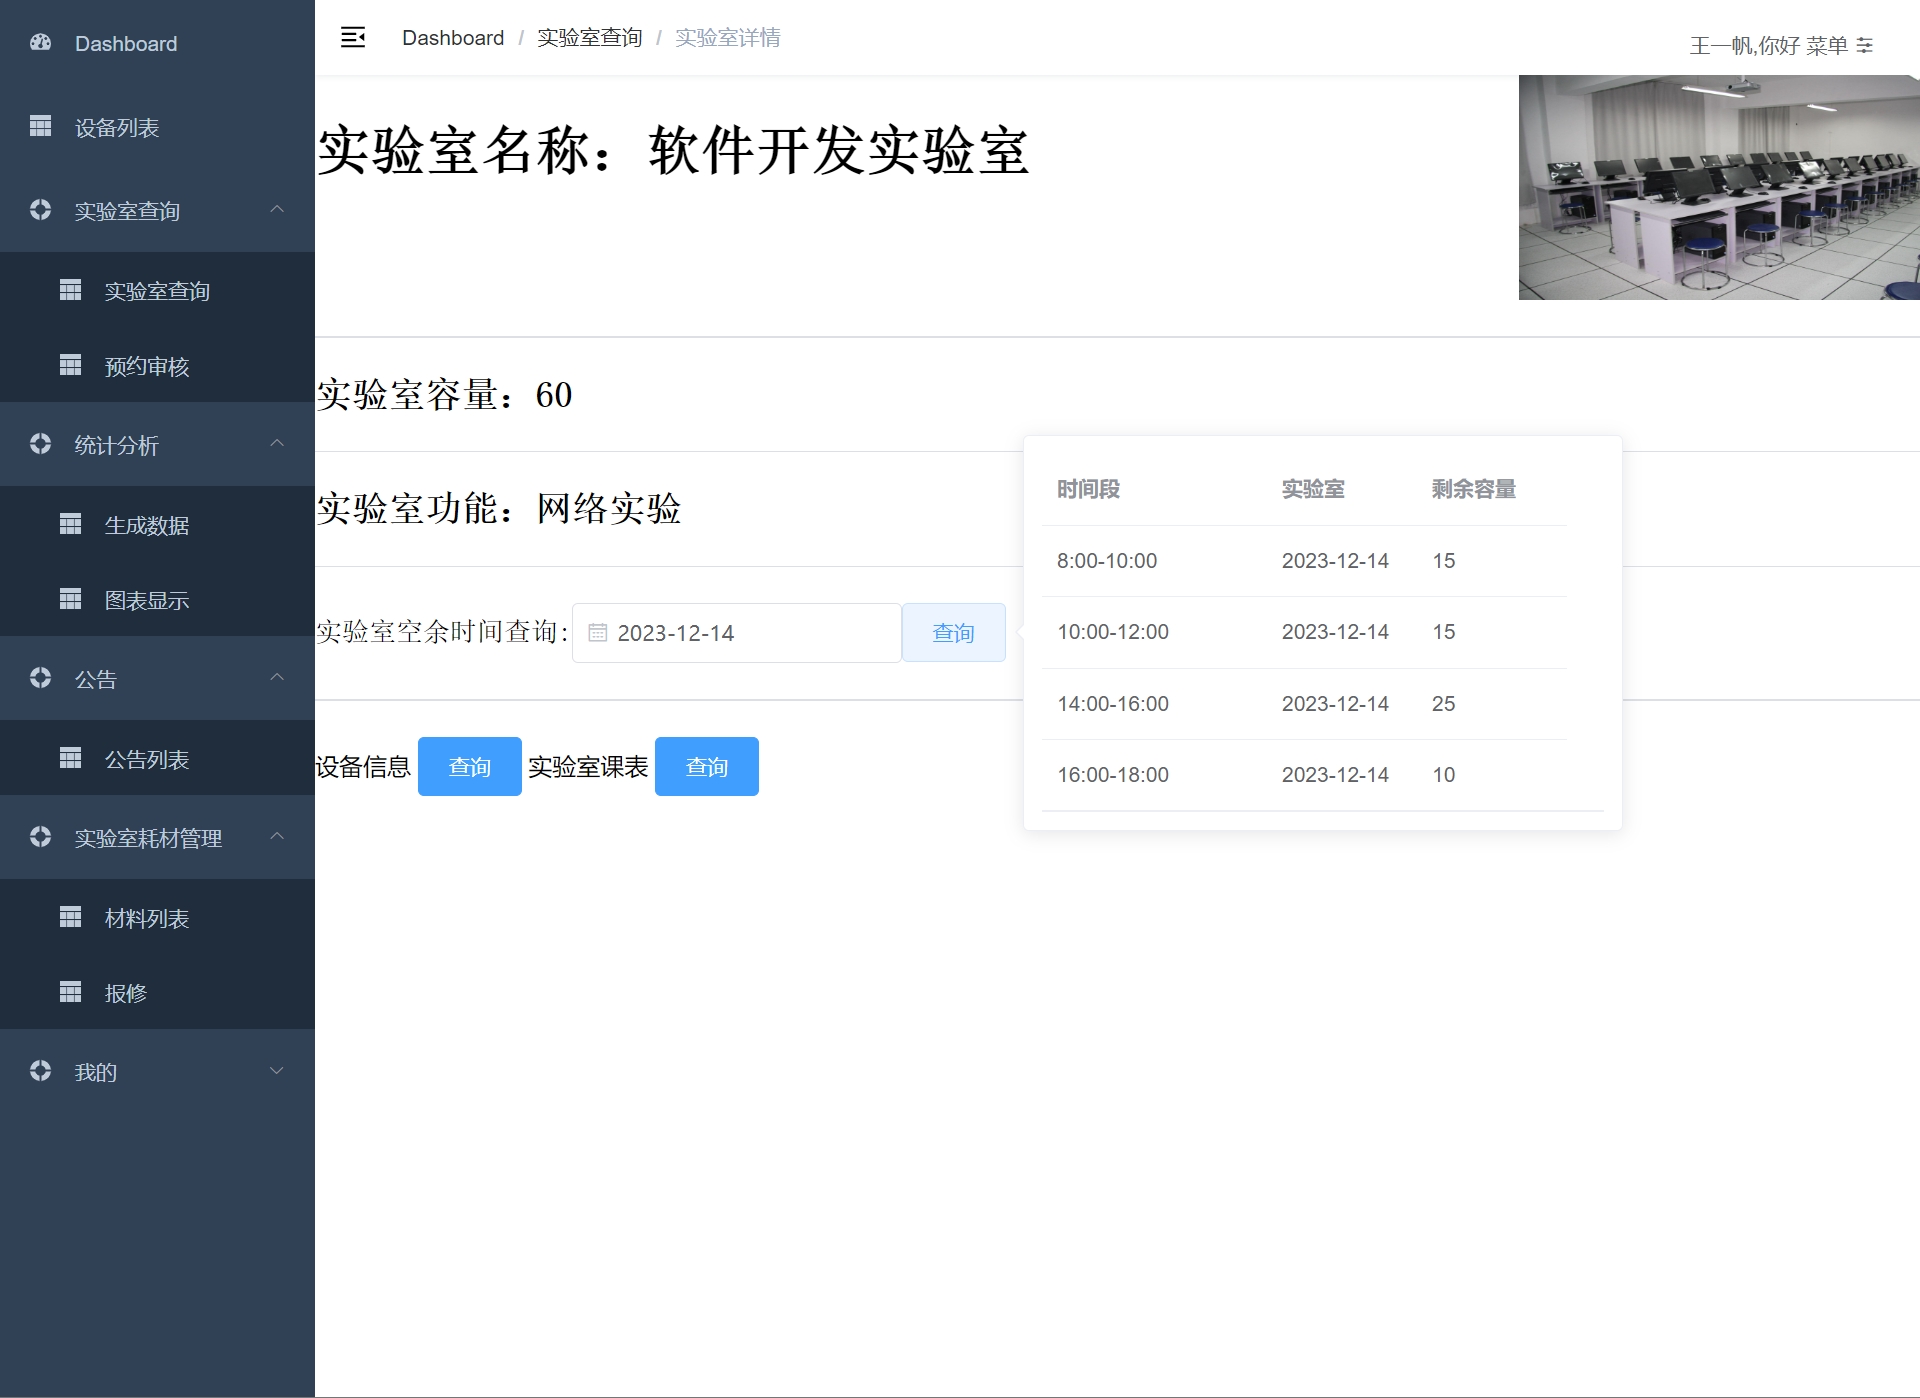 Dashboard
设备列表
实验室查询
实验室查询
预约审核
统计分析
生成数据
图表显示
公告
公告列表
实验室耗材管理
材料列表
报修
我的
Dashboard / 实验室查询 / 实验室详情
王一帆,你好 菜单
实验室名称：软件开发实验室
实验室容量：60
实验室功能：网络实验
实验室空余时间查询: 2023-12-14 查询
时间段 实验室 剩余容量
8:00-10:00 2023-12-14 15
10:00-12:00 2023-12-14 15
14:00-16:00 2023-12-14 25
16:00-18:00 2023-12-14 10
设备信息 查询 实验室课表 查询